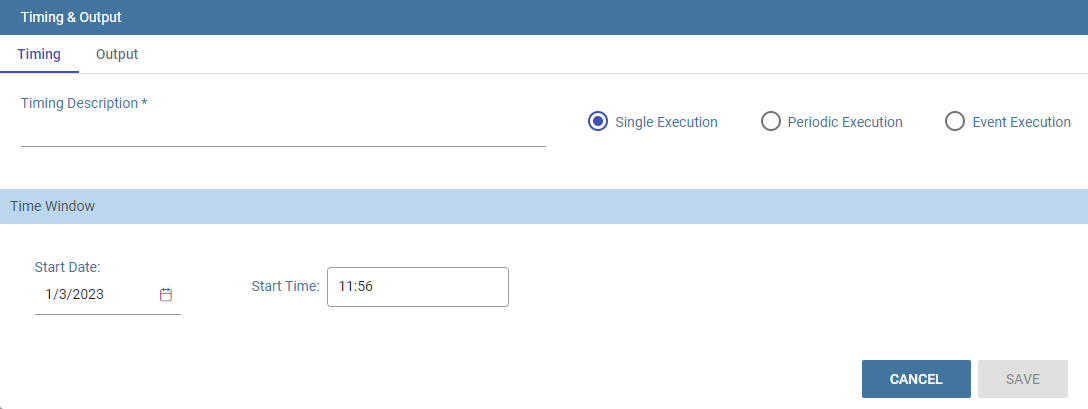 Timing & Output
Timing Output
Timing Description *
Single Execution Periodic Execution Event Execution
Time Window
Start Date:
1/3/2023
Start Time: 11:56
CANCEL SAVE